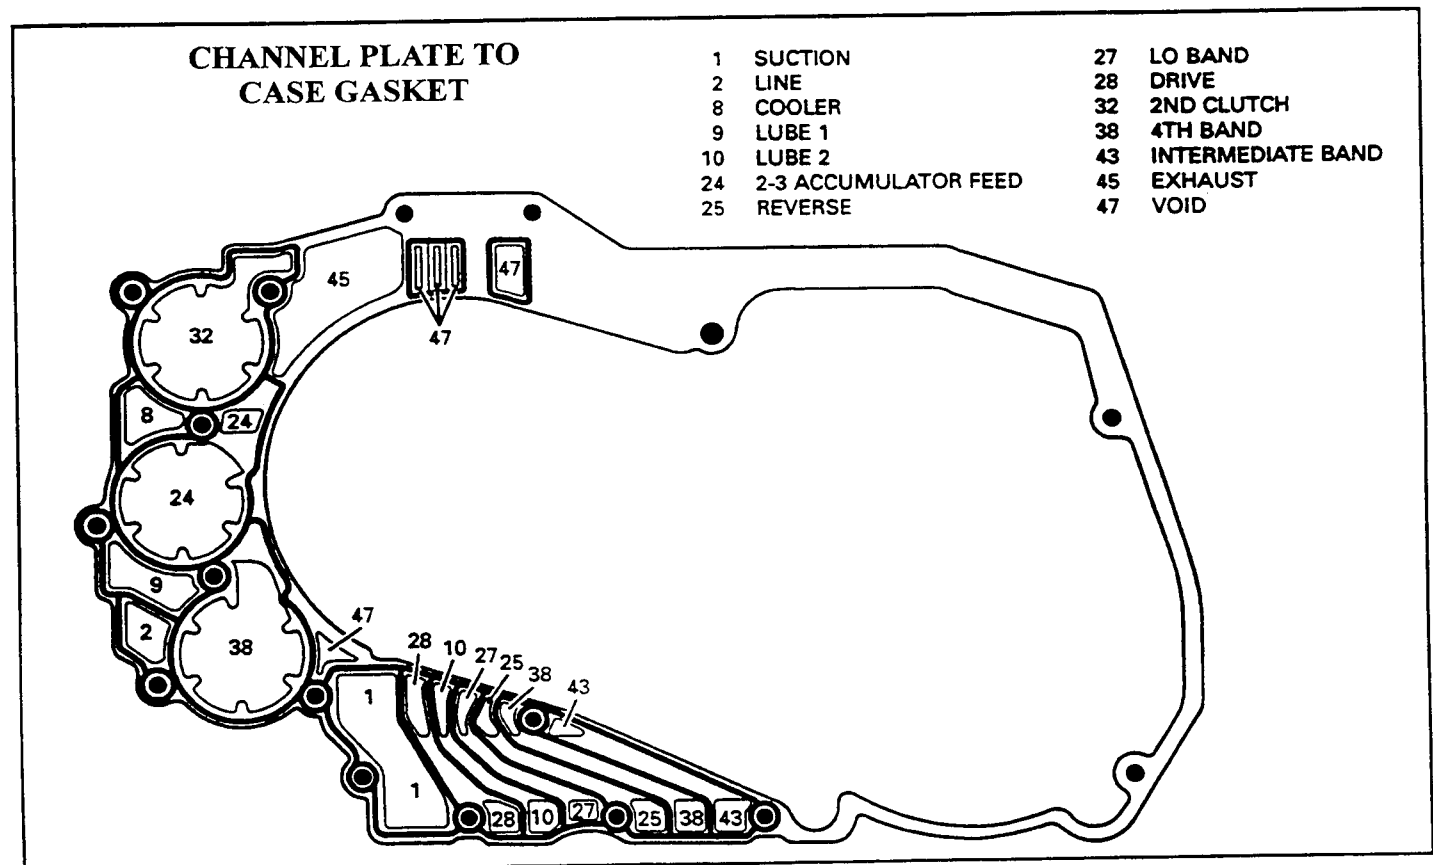 CHANNEL PLATE TO
CASE GASKET
1 SUCTION
2 LINE
8 COOLER
9 LUBE 1
10 LUBE 2
24 2-3 ACCUMULATOR FEED
25 REVERSE
27 LO BAND
28 DRIVE
32 2ND CLUTCH
38 4TH BAND
43 INTERMEDIATE BAND
45 EXHAUST
47 VOID
45
47
47
32
8
24
24
9
2
38
47
28
10
27
25
38
43
1
1
28
10
27
25
38
43